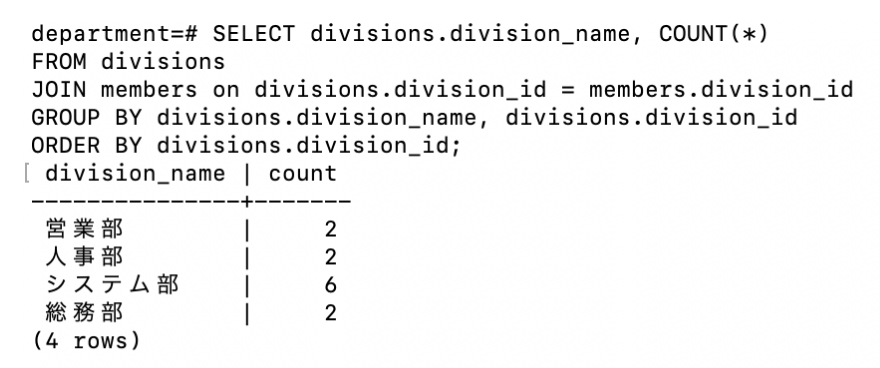 department=# SELECT divisions.division_name, COUNT(*)
FROM divisions
JOIN members on divisions.division_id = members.division_id
GROUP BY divisions.division_name, divisions.division_id
ORDER BY divisions.division_id;
[ division_name | count
---------------+-------
営業部 | 2
人事部 | 2
システム部 | 6
総務部 | 2
(4 rows)